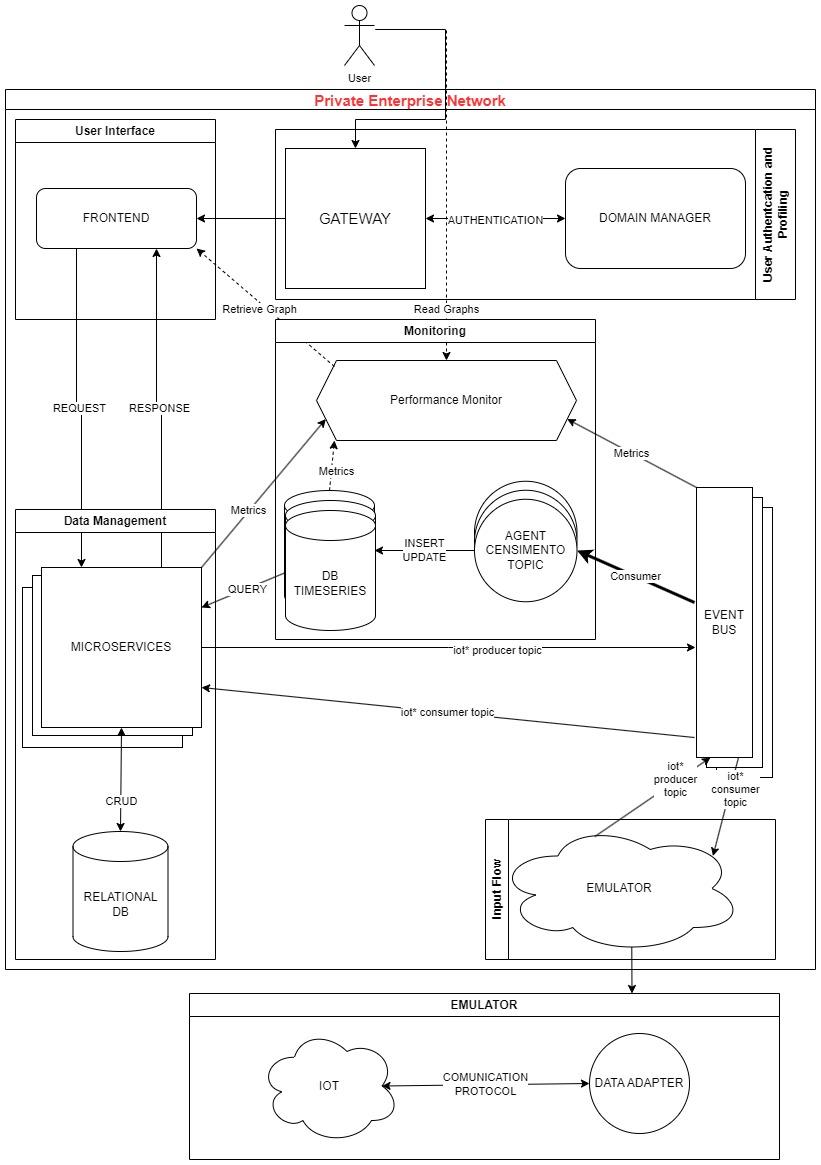 User
Private Enterprise Network
User Interface
FRONTEND
GATEWAY
AUTHENTICATION
DOMAIN MANAGER
User Authentcation and
Profiling
Retrieve Graph
Read Graphs
Monitoring
Performance Monitor
REQUEST
RESPONSE
Metrics
Metrics
Metrics
Data Management
DB
TIMESERIES
INSERT
UPDATE
AGENT
CENSIMENTO
TOPIC
Consumer
EVENT
BUS
QUERY
MICROSERVICES
iot* producer topic
iot* consumer topic
iot*
producer
topic
iot*
consumer
topic
CRUD
RELATIONAL
DB
Input Flow
EMULATOR
EMULATOR
IOT
COMUNICATION
PROTOCOL
DATA ADAPTER